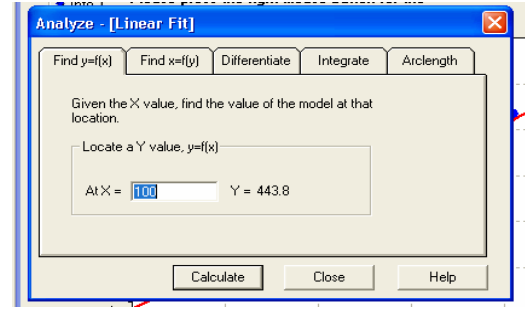 Analyze - [Linear Fit]
Find y=f(x) Find x=f(y) Differentiate Integrate Arclength
Given the X value, find the value of the model at that
location.
Locate a Y value, y=f(x)
At X = 100 Y = 443.8
Calculate Close Help